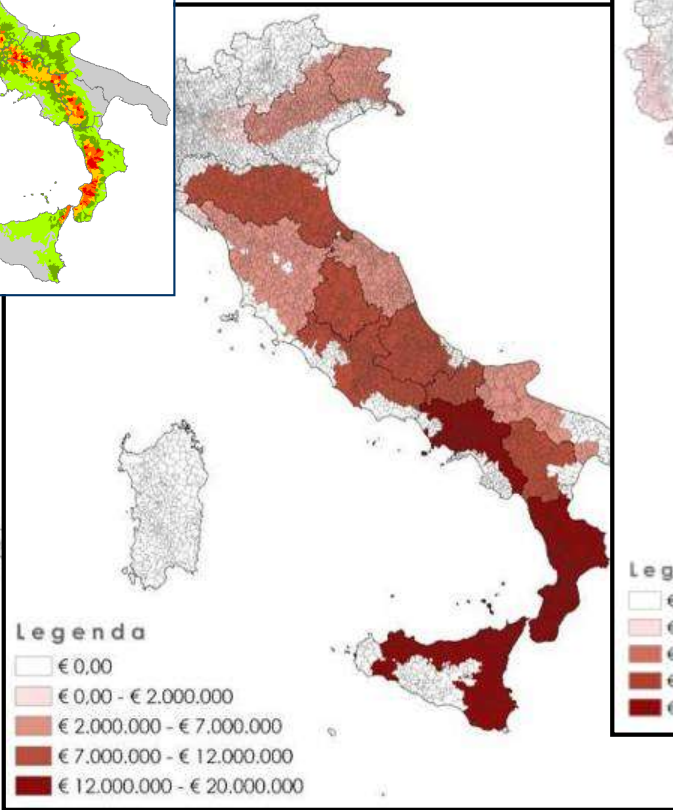 Legenda
€ 0,00
€ 0,00 - € 2.000.000
€ 2.000.000 - € 7.000.000
€ 7.000.000 - € 12.000.000
€ 12.000.000 - € 20.000.000
Leg
€
€
€
€
€